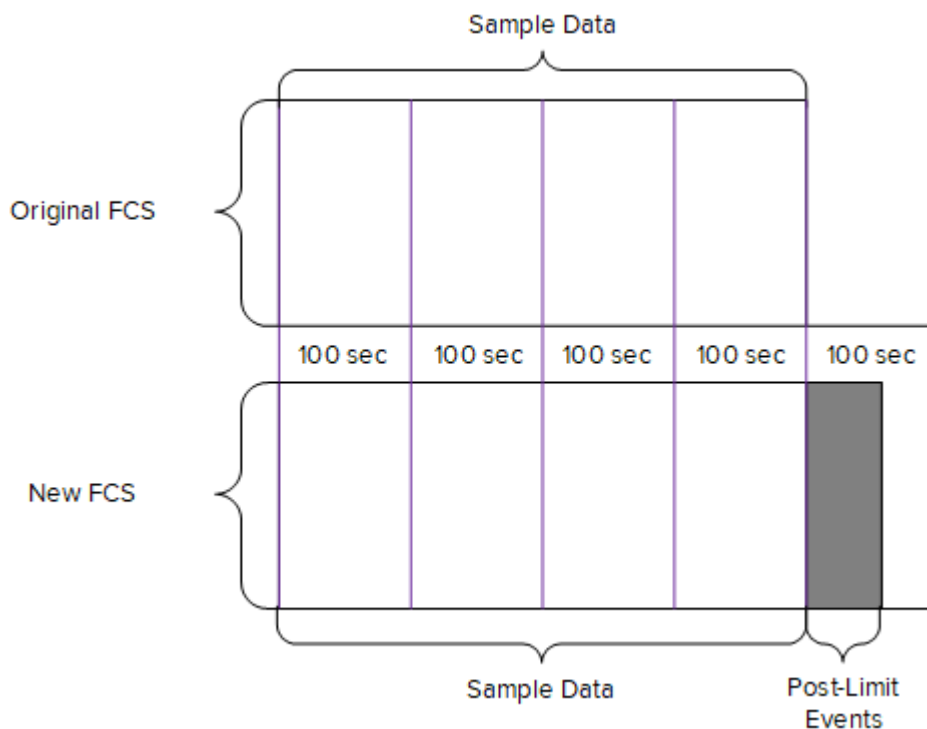 Sample Data
Original FCS
100 sec 100 sec 100 sec 100 sec 100 sec
New FCS
Sample Data
Post-Limit
Events